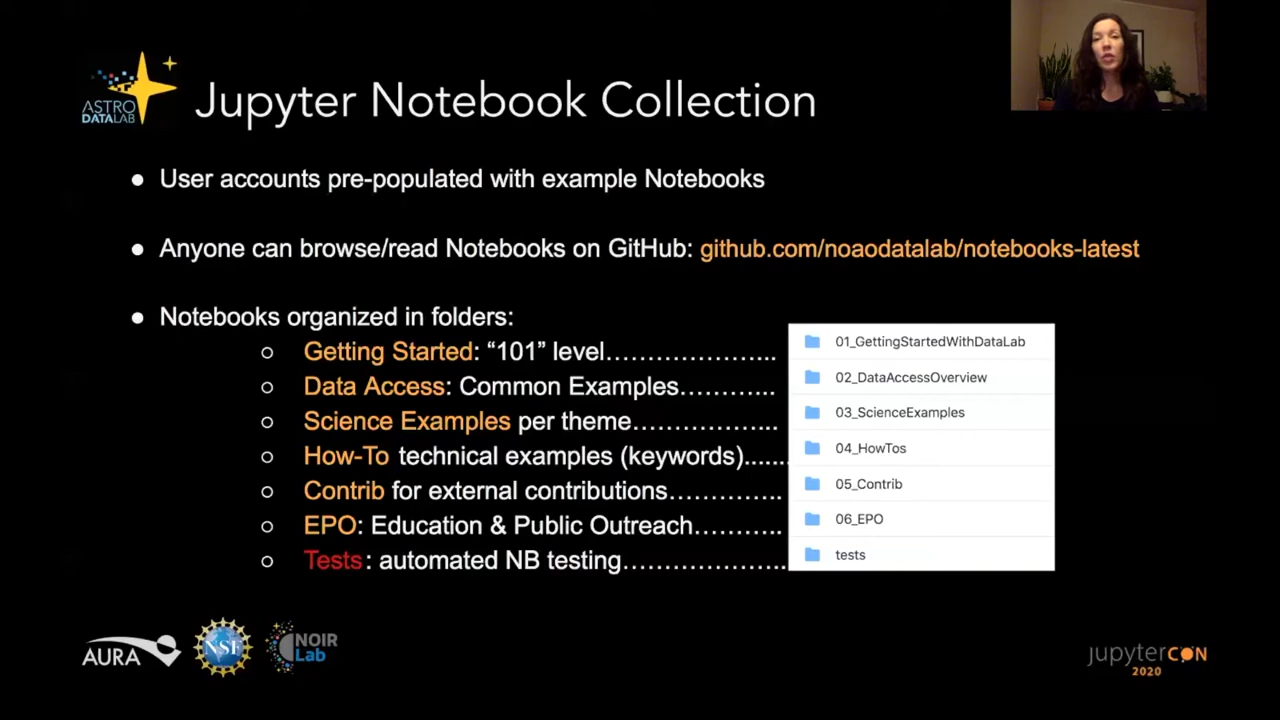 ASTRO
DATALAB
Jupyter Notebook Collection
● User accounts pre-populated with example Notebooks
● Anyone can browse/read Notebooks on GitHub: github.com/noaodatalab/notebooks-latest
● Notebooks organized in folders:
○ Getting Started: “101” level…………………...
○ Data Access: Common Examples………...
○ Science Examples per theme……………...
○ How-To technical examples (keywords)......
○ Contrib for external contributions…………..
○ EPO: Education & Public Outreach………..
○ Tests: automated NB testing………………...
01_GettingStartedWithDataLab
02_DataAccessOverview
03_ScienceExamples
04_HowTos
05_Contrib
06_EPO
tests
AURA
NSF
NOIR
Lab
jupytercon
2020